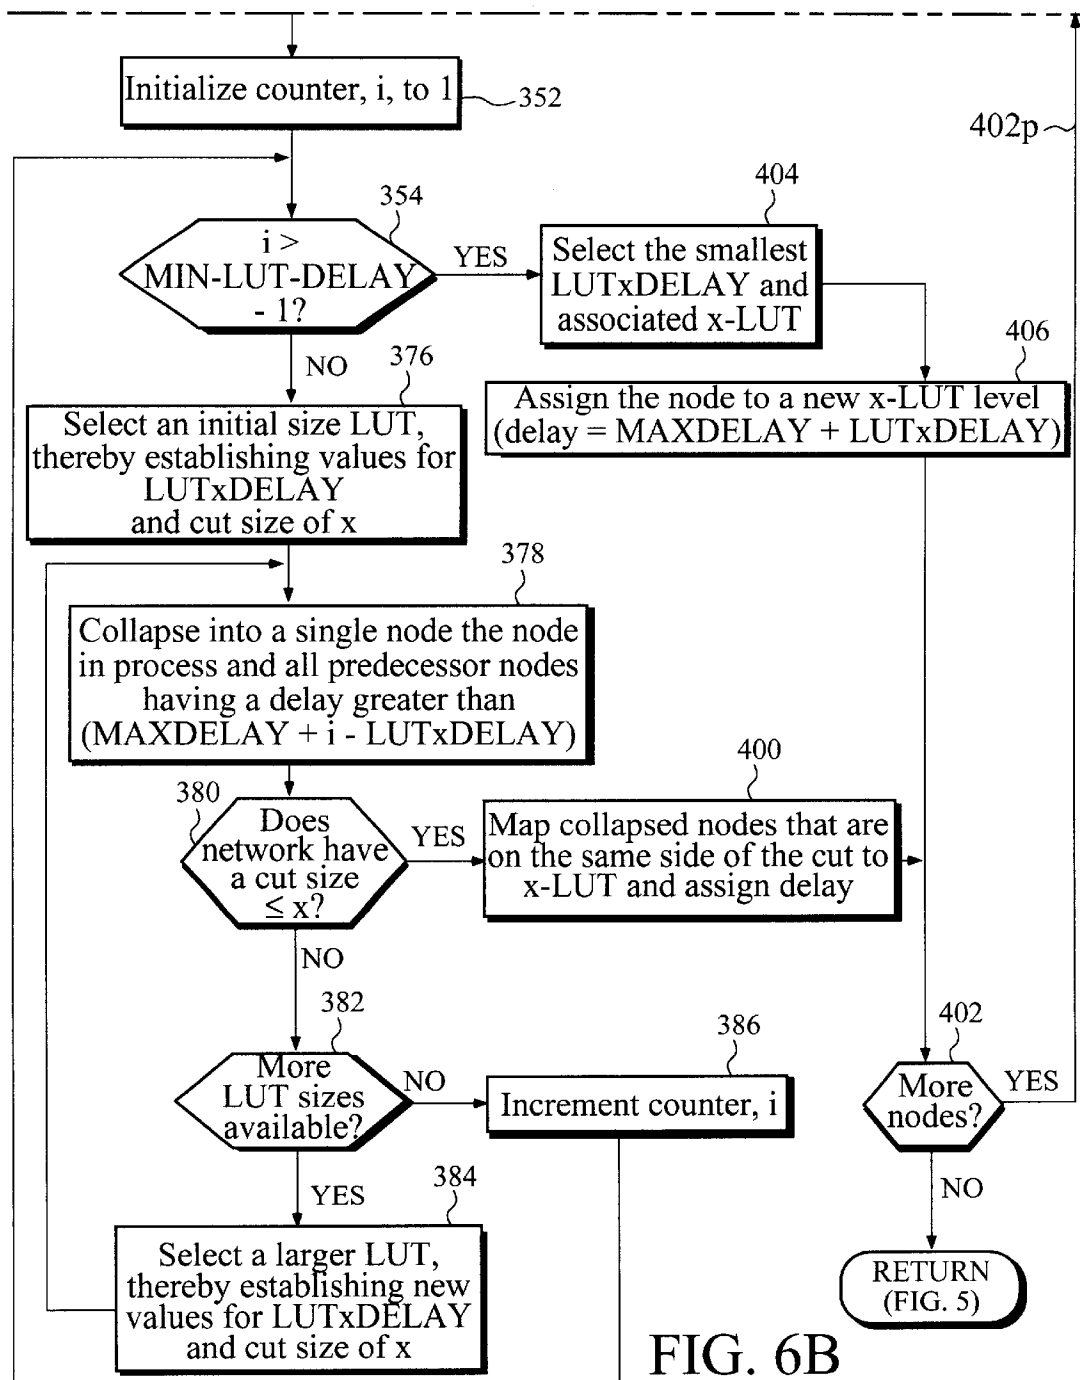 Initialize counter, i, to 1
352
402p
354
i >
MIN-LUT-DELAY
- 1?
YES
404
Select the smallest
LUTxDELAY and
associated x-LUT
NO
376
406
Select an initial size LUT,
thereby establishing values for
LUTxDELAY
and cut size of x
Assign the node to a new x-LUT level
(delay = MAXDELAY + LUTxDELAY)
378
Collapse into a single node the node
in process and all predecessor nodes
having a delay greater than
(MAXDELAY + i - LUTxDELAY)
380
Does
network have
a cut size
≤ x?
YES
400
Map collapsed nodes that are
on the same side of the cut to
x-LUT and assign delay
NO
382
More
LUT sizes
available?
NO
386
Increment counter, i
402
More
nodes?
YES
YES
384
NO
Select a larger LUT,
thereby establishing new
values for LUTxDELAY
and cut size of x
RETURN
(FIG. 5)
FIG. 6B